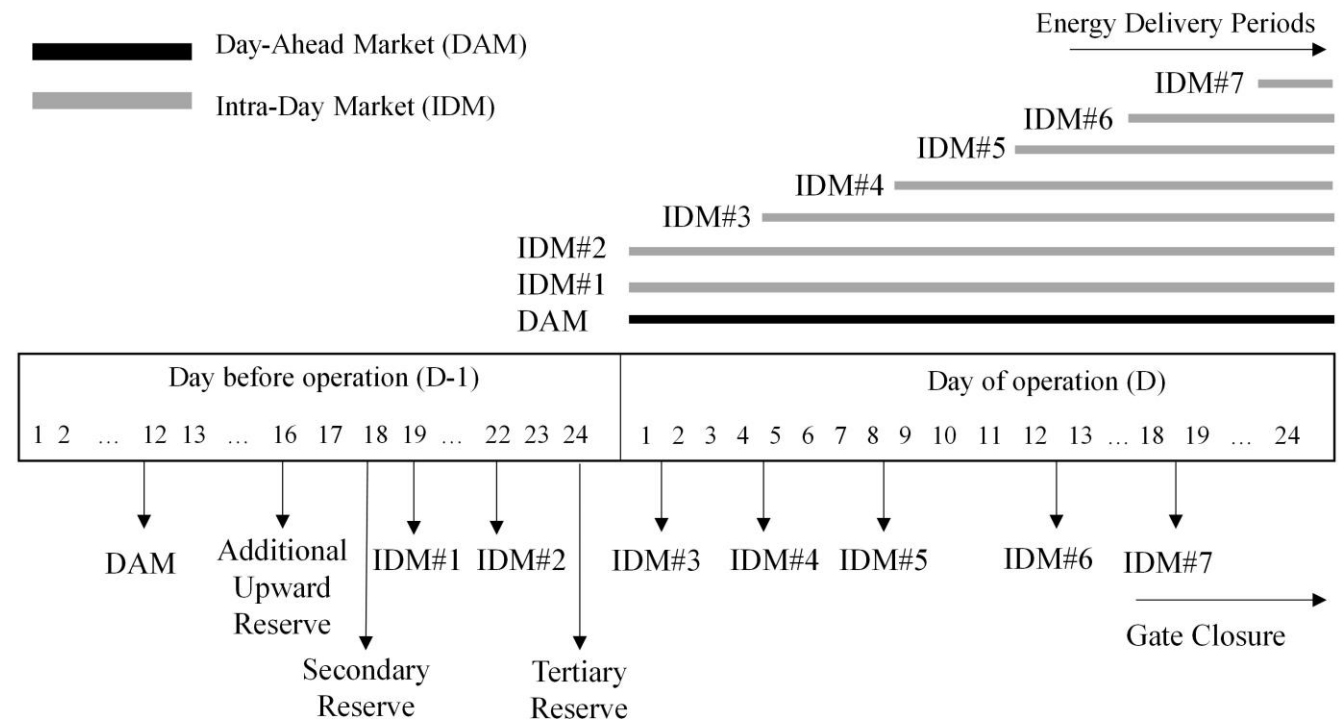 Day-Ahead Market (DAM)
Intra-Day Market (IDM)
Energy Delivery Periods
IDM#7
IDM#6
IDM#5
IDM#4
IDM#3
IDM#2
IDM#1
DAM
Day before operation (D-1)
Day of operation (D)
1 2 ... 12 13 ... 16 17 18 19 ... 22 23 24
1 2 3 4 5 6 7 8 9 10 11 12 13 ... 18 19 ... 24
DAM
Additional
Upward
Reserve
Secondary
Reserve
IDM#1
IDM#2
Tertiary
Reserve
IDM#3
IDM#4
IDM#5
IDM#6
IDM#7
Gate Closure